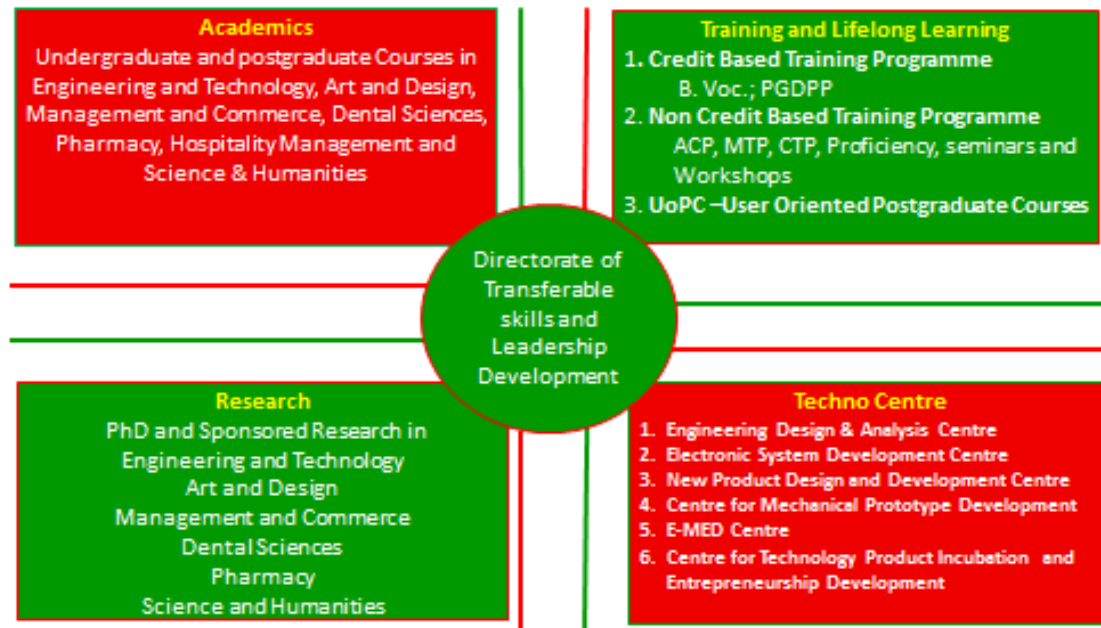 Academics
Undergraduate and postgraduate Courses in
Engineering and Technology, Art and Design,
Management and Commerce, Dental Sciences,
Pharmacy, Hospitality Management and
Science & Humanities
Training and Lifelong Learning
1. Credit Based Training Programme
B. Voc.; PGDPP
2. Non Credit Based Training Programme
ACP, MTP, CTP, Proficiency, seminars and
Workshops
3. UoPC –User Oriented Postgraduate Courses
Directorate of
Transferable
skills and
Leadership
Development
Research
PhD and Sponsored Research in
Engineering and Technology
Art and Design
Management and Commerce
Dental Sciences
Pharmacy
Science and Humanities
Techno Centre
1. Engineering Design & Analysis Centre
2. Electronic System Development Centre
3. New Product Design and Development Centre
4. Centre for Mechanical Prototype Development
5. E-MED Centre
6. Centre for Technology Product Incubation and
Entrepreneurship Development